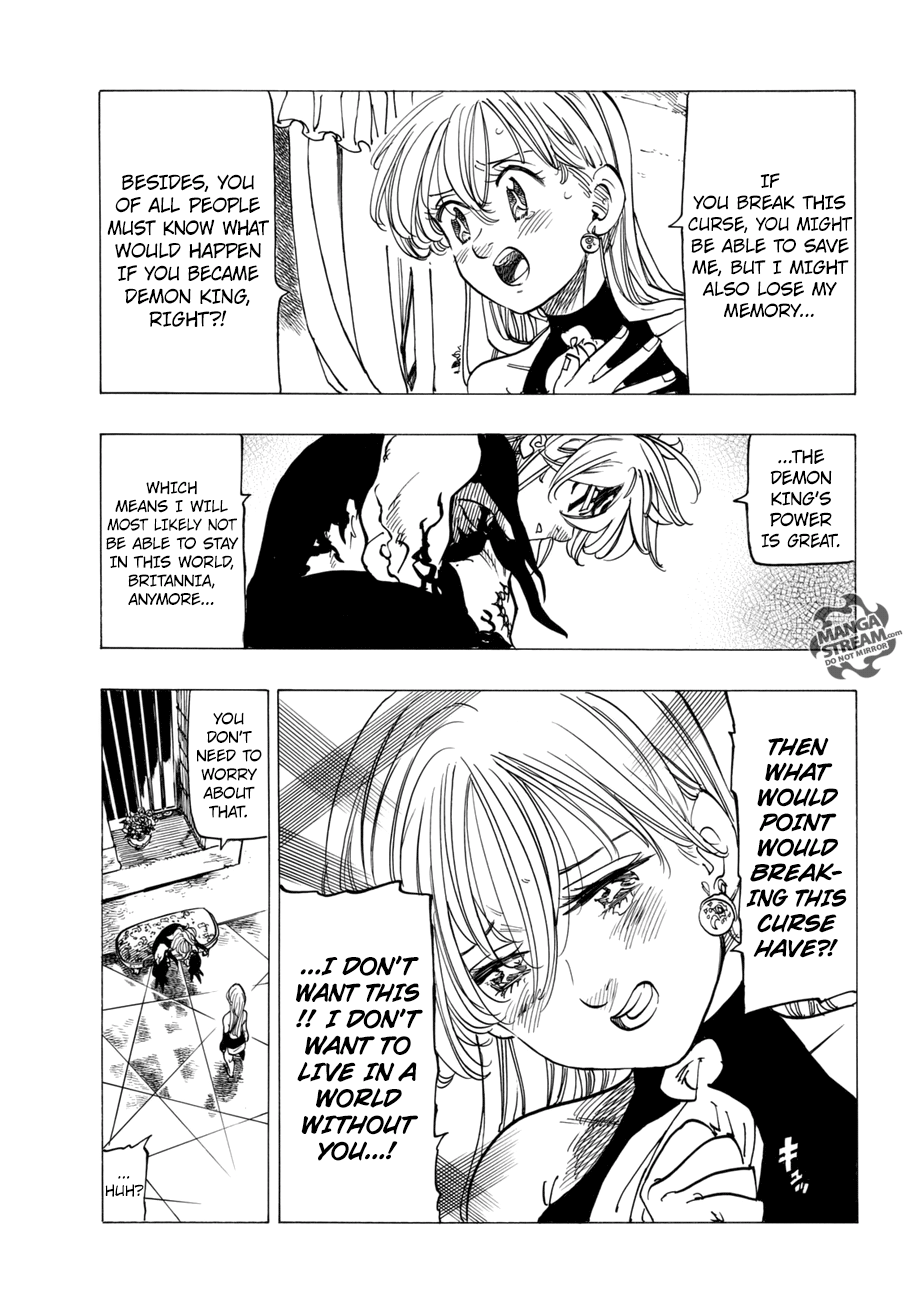 IF
YOU BREAK THIS
CURSE, YOU MIGHT
BE ABLE TO SAVE
ME, BUT I MIGHT
ALSO LOSE MY
MEMORY...
BESIDES, YOU
OF ALL PEOPLE
MUST KNOW WHAT
WOULD HAPPEN
IF YOU BECAME
DEMON KING,
RIGHT?!
...THE
DEMON
KING'S
POWER
IS GREAT.
WHICH
MEANS I WILL
MOST LIKELY NOT
BE ABLE TO STAY
IN THIS WORLD,
BRITANNIA,
ANYMORE...
MANGA
STREAM.com
DO NOT MIRROR
THEN
WHAT
WOULD
POINT
WOULD
BREAK-
ING THIS
CURSE
HAVE?!
...I DON'T
WANT THIS
!! I DON'T
WANT TO
LIVE IN A
WORLD
WITHOUT
YOU...!
ギュッ
YOU
DON'T
NEED TO
WORRY
ABOUT
THAT.
...
HUH?